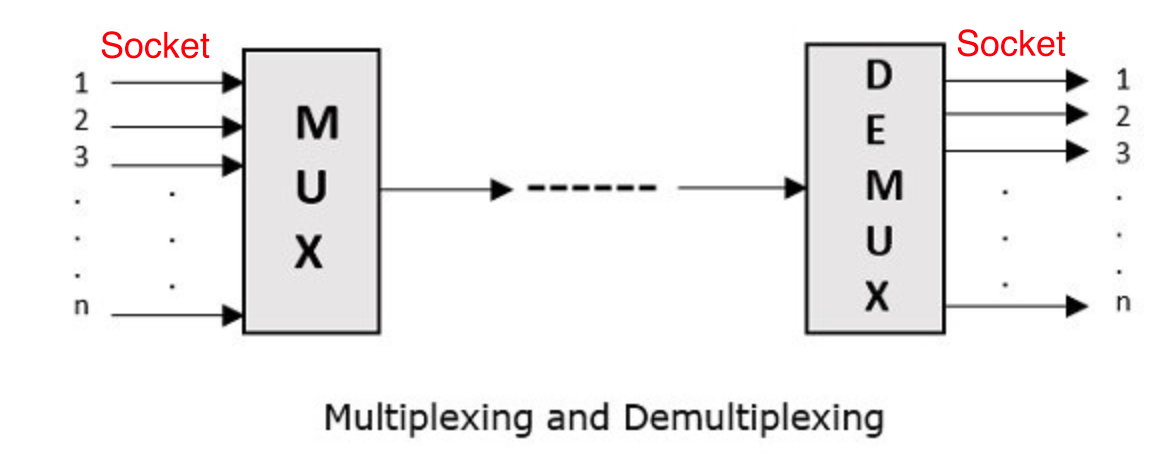 Socket
1
2
3
.
.
.
n
.
.
.
M
U
X
------
D
E
M
U
X
Socket
1
2
3
.
.
.
n
.
.
.
Multiplexing and Demultiplexing